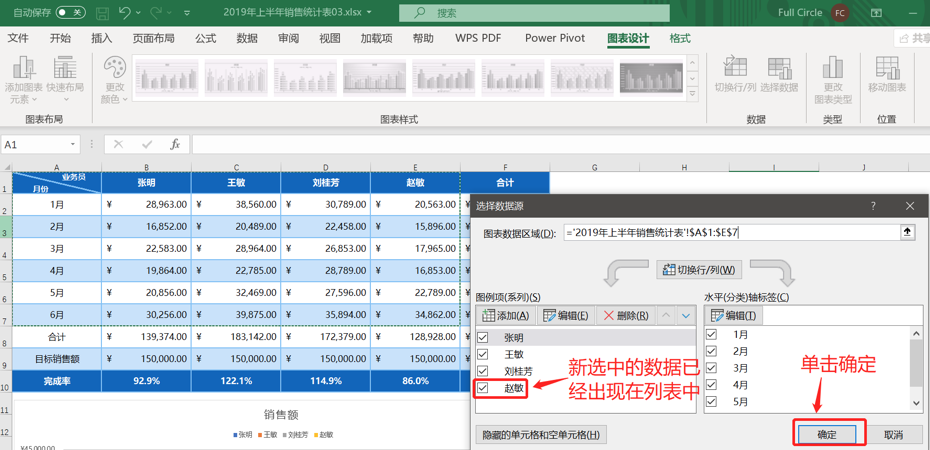 自动保存 关 2019年上半年销售统计表03.xlsx 搜索 Full Circle FC
文件 开始 插入 页面布局 公式 数据 审阅 视图 加载项 帮助 WPS PDF Power Pivot 图表设计 格式 共享
添加图表元素 快速布局 更改颜色 切换行/列 选择数据 更改图表类型 移动图表
图表布局 图表样式 数据 类型 位置
A1 fx
A B C D E F G H I J
1 业务员 月份 张明 王敏 刘桂芳 赵敏 合计
2 1月 ¥ 28,963.00 ¥ 38,560.00 ¥ 30,789.00 ¥ 20,563.00 ¥
3 2月 ¥ 16,852.00 ¥ 20,489.00 ¥ 22,458.00 ¥ 15,896.00 ¥
4 3月 ¥ 22,583.00 ¥ 28,964.00 ¥ 26,853.00 ¥ 17,965.00 ¥
5 4月 ¥ 19,864.00 ¥ 22,785.00 ¥ 28,789.00 ¥ 16,853.00 ¥
6 5月 ¥ 20,856.00 ¥ 32,469.00 ¥ 27,596.00 ¥ 22,789.00 ¥
7 6月 ¥ 30,256.00 ¥ 39,875.00 ¥ 35,894.00 ¥ 34,862.00 ¥
8 合计 ¥ 139,374.00 ¥ 183,142.00 ¥ 172,379.00 ¥ 128,928.00 ¥
9 目标销售额 ¥ 150,000.00 ¥ 150,000.00 ¥ 150,000.00 ¥ 150,000.00 ¥
10 完成率 92.9% 122.1% 114.9% 86.0%
11 销售额
12 张明 王敏 刘桂芳 赵敏
¥45,000.00
选择数据源 ?
图表数据区域(D): ='2019年上半年销售统计表'!$A$1:$E$7
切换行/列(W)
图例项(系列)(S) 水平(分类)轴标签(C)
添加(A) 编辑(E) 删除(R) 编辑(T)
张明 1月
王敏 2月
刘桂芳 3月
赵敏 4月
5月
新选中的数据已
经出现在列表中
单击确定
隐藏的单元格和空单元格(H) 确定 取消